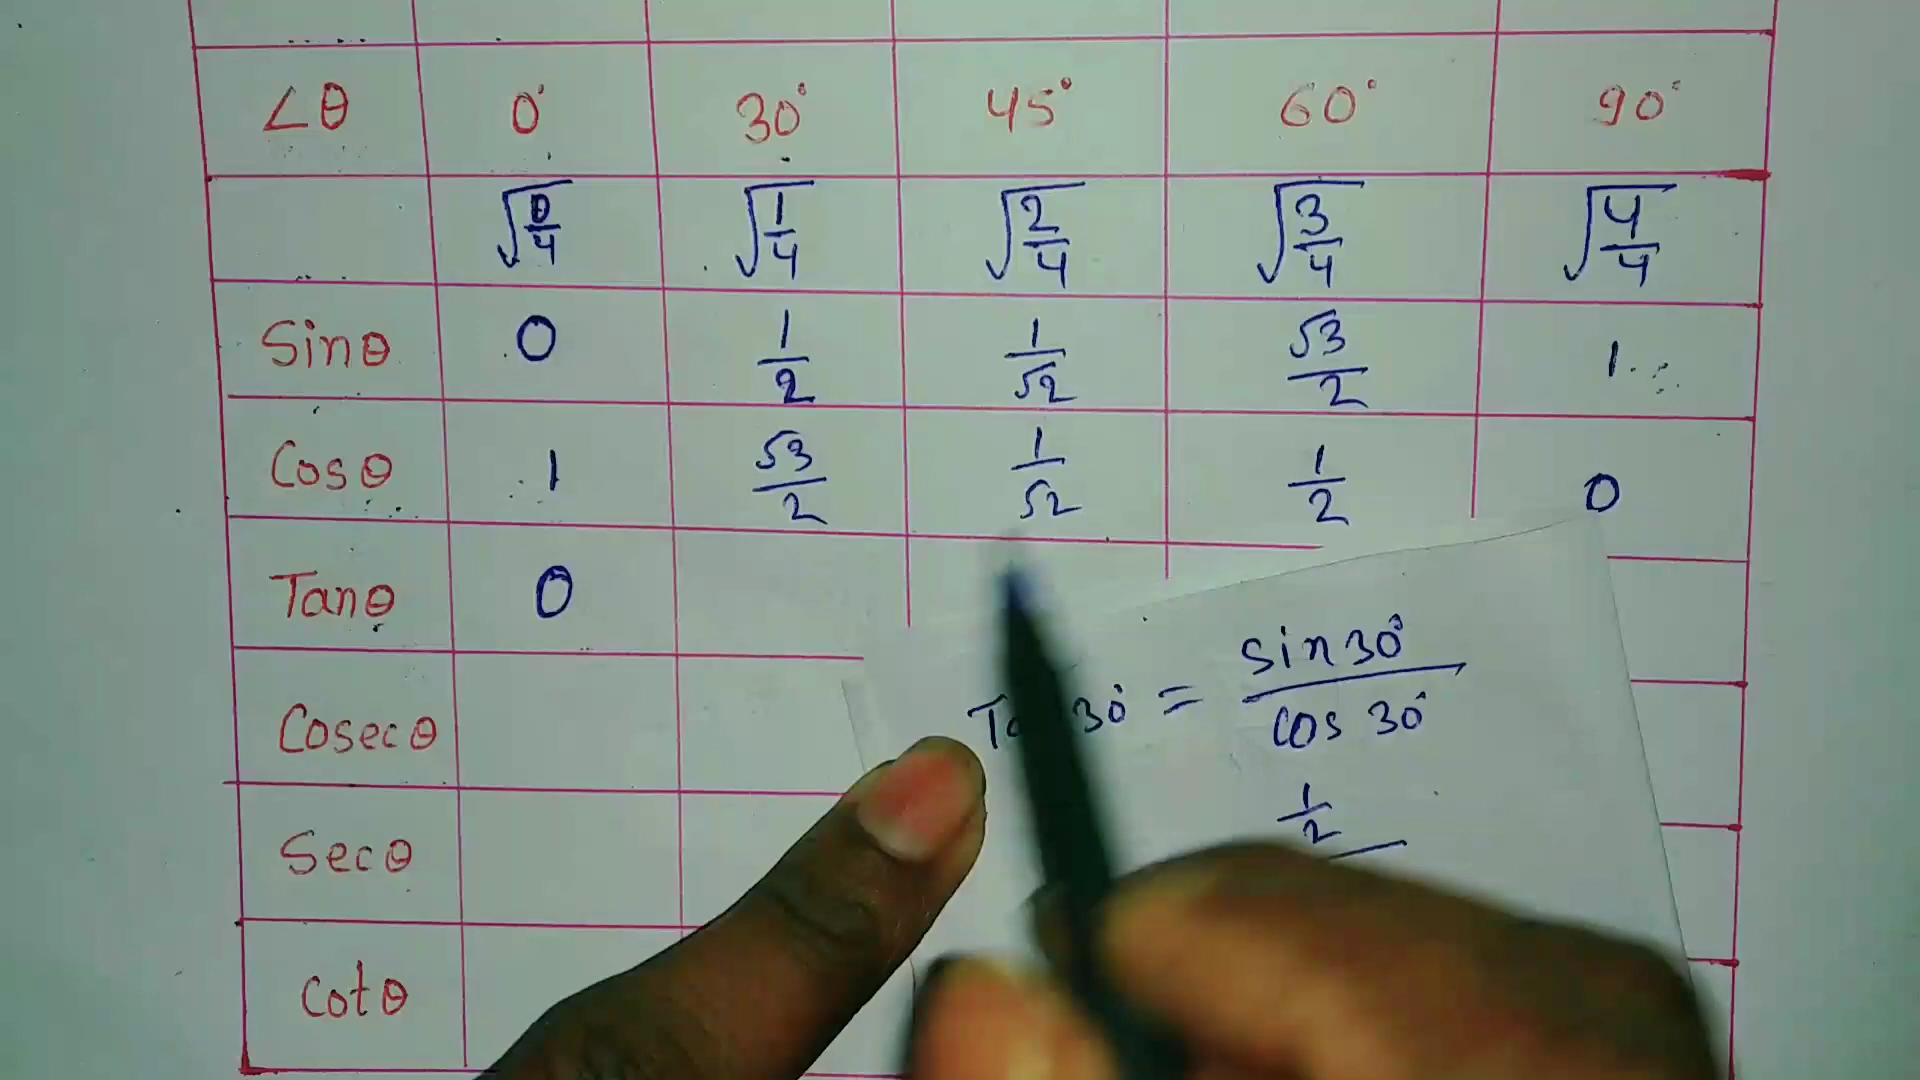 ∠θ 0° 30° 45° 60° 90°
√0/4 √1/4 √2/4 √3/4 √4/4
Sinθ 0 1/2 1/√2 √3/2 1
Cosθ 1 √3/2 1/√2 1/2 0
Tanθ 0
Cosecθ
Secθ
Cotθ
30° = sin30°/cos 30°
1/2